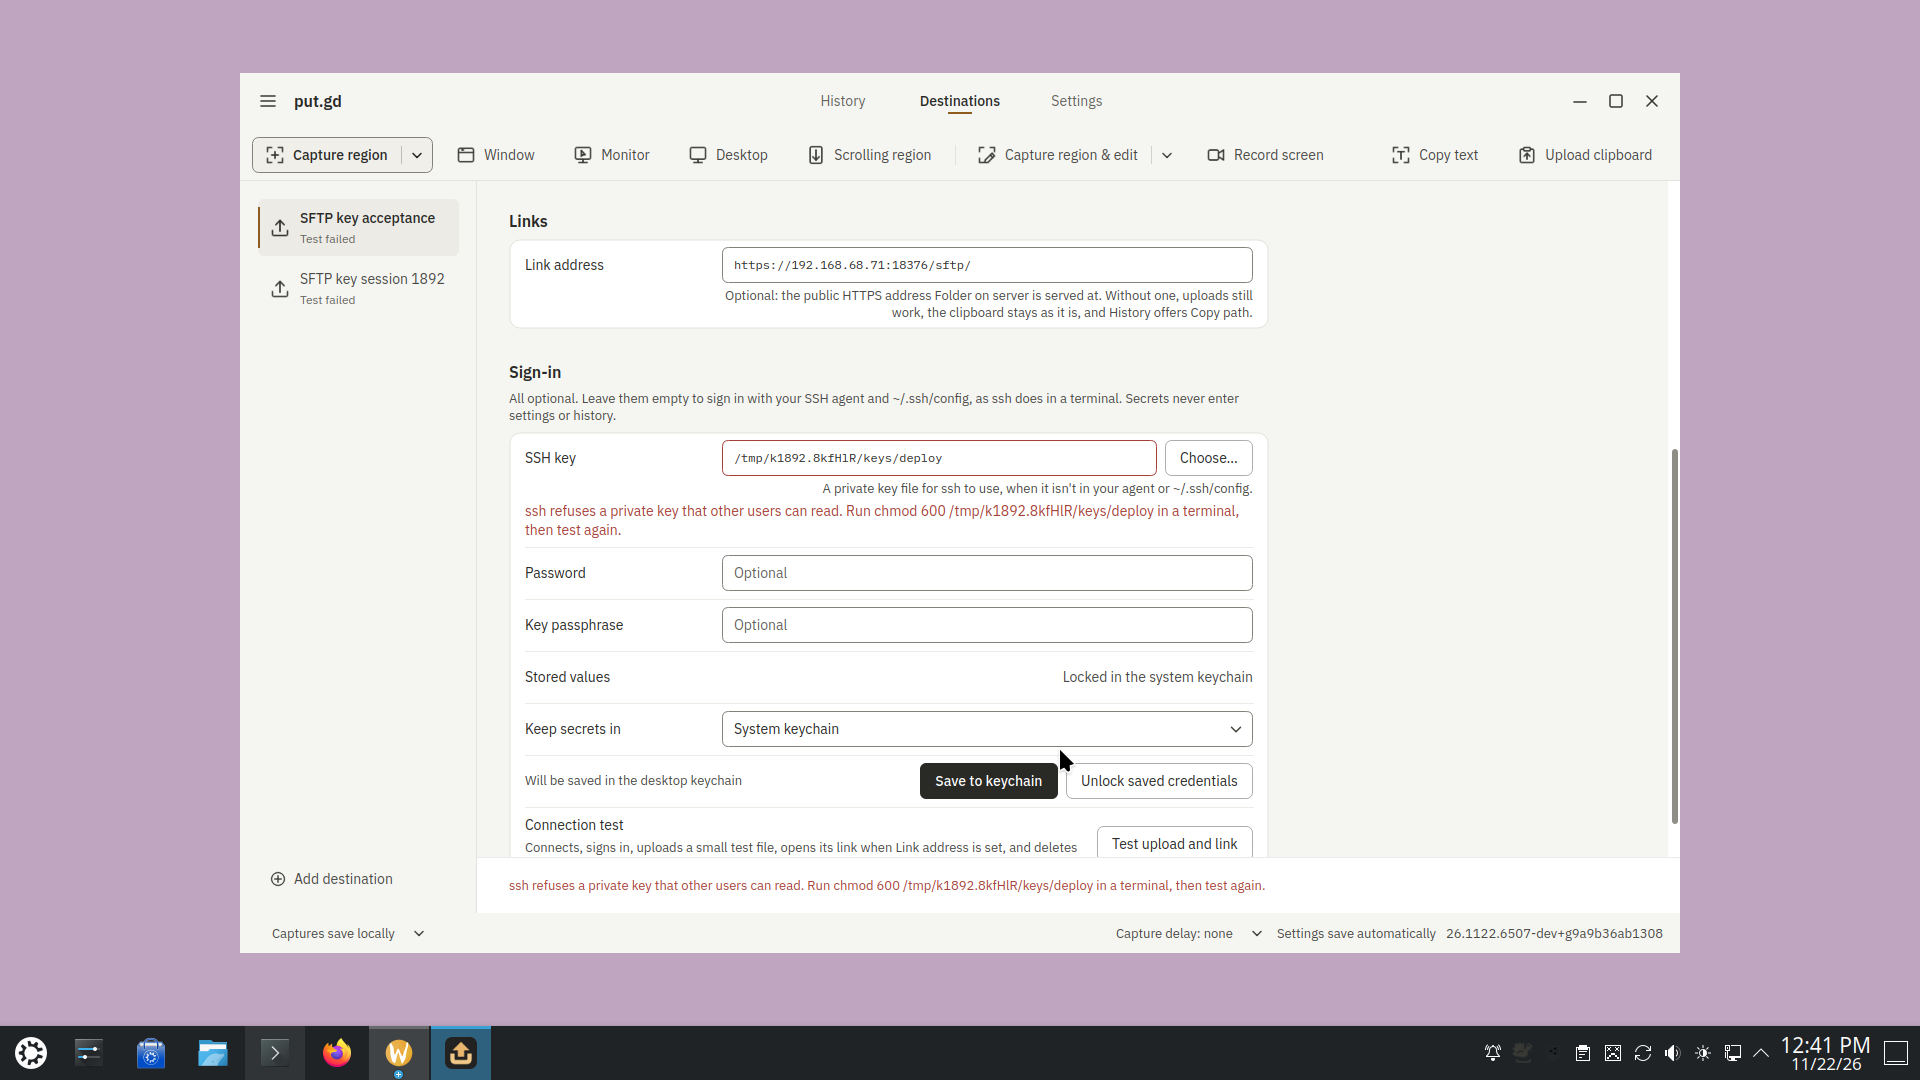 put.gd
History
Destinations
Settings
Capture region
Window
Monitor
Desktop
Scrolling region
Capture region & edit
Record screen
Copy text
Upload clipboard
SFTP key acceptance
Test failed
SFTP key session 1892
Test failed
Add destination
Links
Link address
https://192.168.68.71:18376/sftp/
Optional: the public HTTPS address Folder on server is served at. Without one, uploads still
work, the clipboard stays as it is, and History offers Copy path.
Sign-in
All optional. Leave them empty to sign in with your SSH agent and ~/.ssh/config, as ssh does in a terminal. Secrets never enter
settings or history.
SSH key
/tmp/k1892.8kfHlR/keys/deploy
Choose...
A private key file for ssh to use, when it isn't in your agent or ~/.ssh/config.
ssh refuses a private key that other users can read. Run chmod 600 /tmp/k1892.8kfHlR/keys/deploy in a terminal,
then test again.
Password
Optional
Key passphrase
Optional
Stored values
Locked in the system keychain
Keep secrets in
System keychain
Will be saved in the desktop keychain
Save to keychain
Unlock saved credentials
Connection test
Connects, signs in, uploads a small test file, opens its link when Link address is set, and deletes
Test upload and link
ssh refuses a private key that other users can read. Run chmod 600 /tmp/k1892.8kfHlR/keys/deploy in a terminal, then test again.
Captures save locally
Capture delay: none
Settings save automatically
26.1122.6507-dev+g9a9b36ab1308
W
12:41 PM
11/22/26